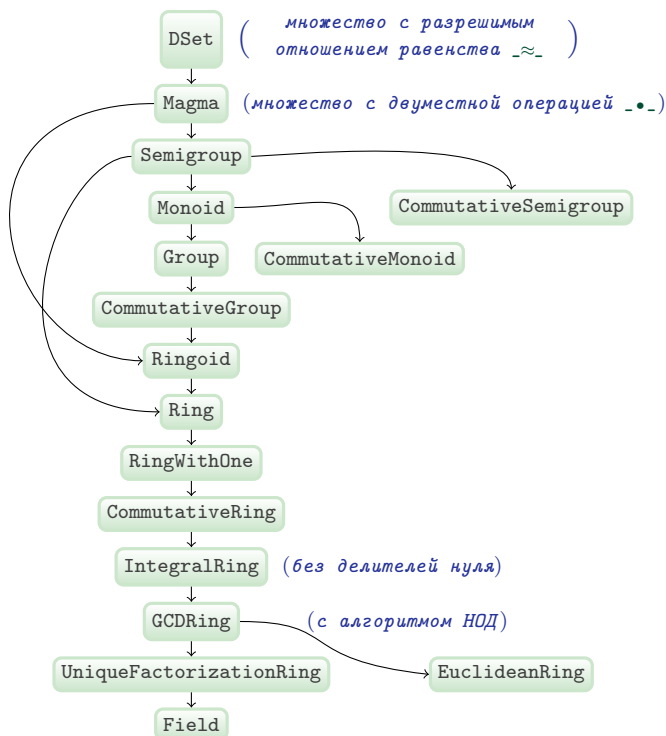 DSet
( множество с разрешимым
отношением равенства _≈_ )
Magma (множество с двуместной операцией _•_)
Semigroup
Monoid CommutativeSemigroup
Group CommutativeMonoid
CommutativeGroup
Ringoid
Ring
RingWithOne
CommutativeRing
IntegralRing (без делителей нуля)
GCDRing (с алгоритмом НОД)
UniqueFactorizationRing EuclideanRing
Field